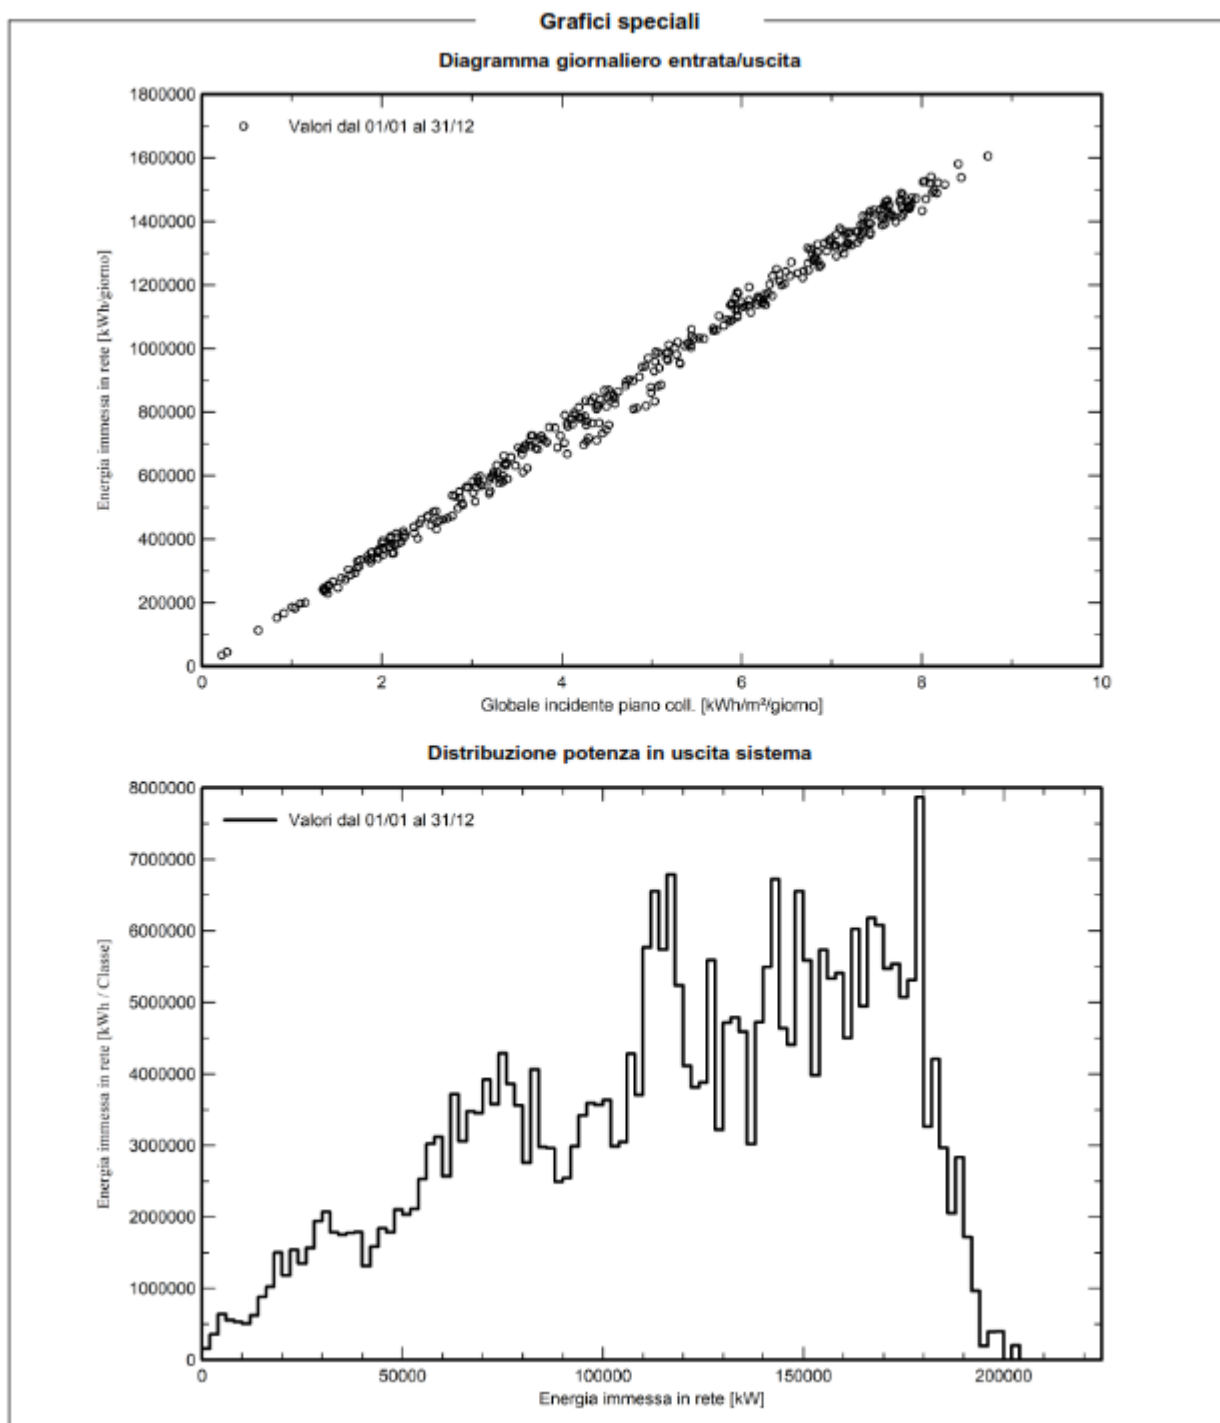 Grafici speciali
Diagramma giornaliero entrata/uscita
1800000
Valori dal 01/01 al 31/12
1600000
1400000
1200000
1000000
800000
600000
400000
200000
0
Energia immessa in rete [kWh/giorno]
0 2 4 6 8 10
Globale incidente piano coll. [kWh/m²/giorno]
Distribuzione potenza in uscita sistema
8000000
Valori dal 01/01 al 31/12
7000000
6000000
5000000
4000000
3000000
2000000
1000000
0
Energia immessa in rete [kWh / Classe]
0 50000 100000 150000 200000
Energia immessa in rete [kW]